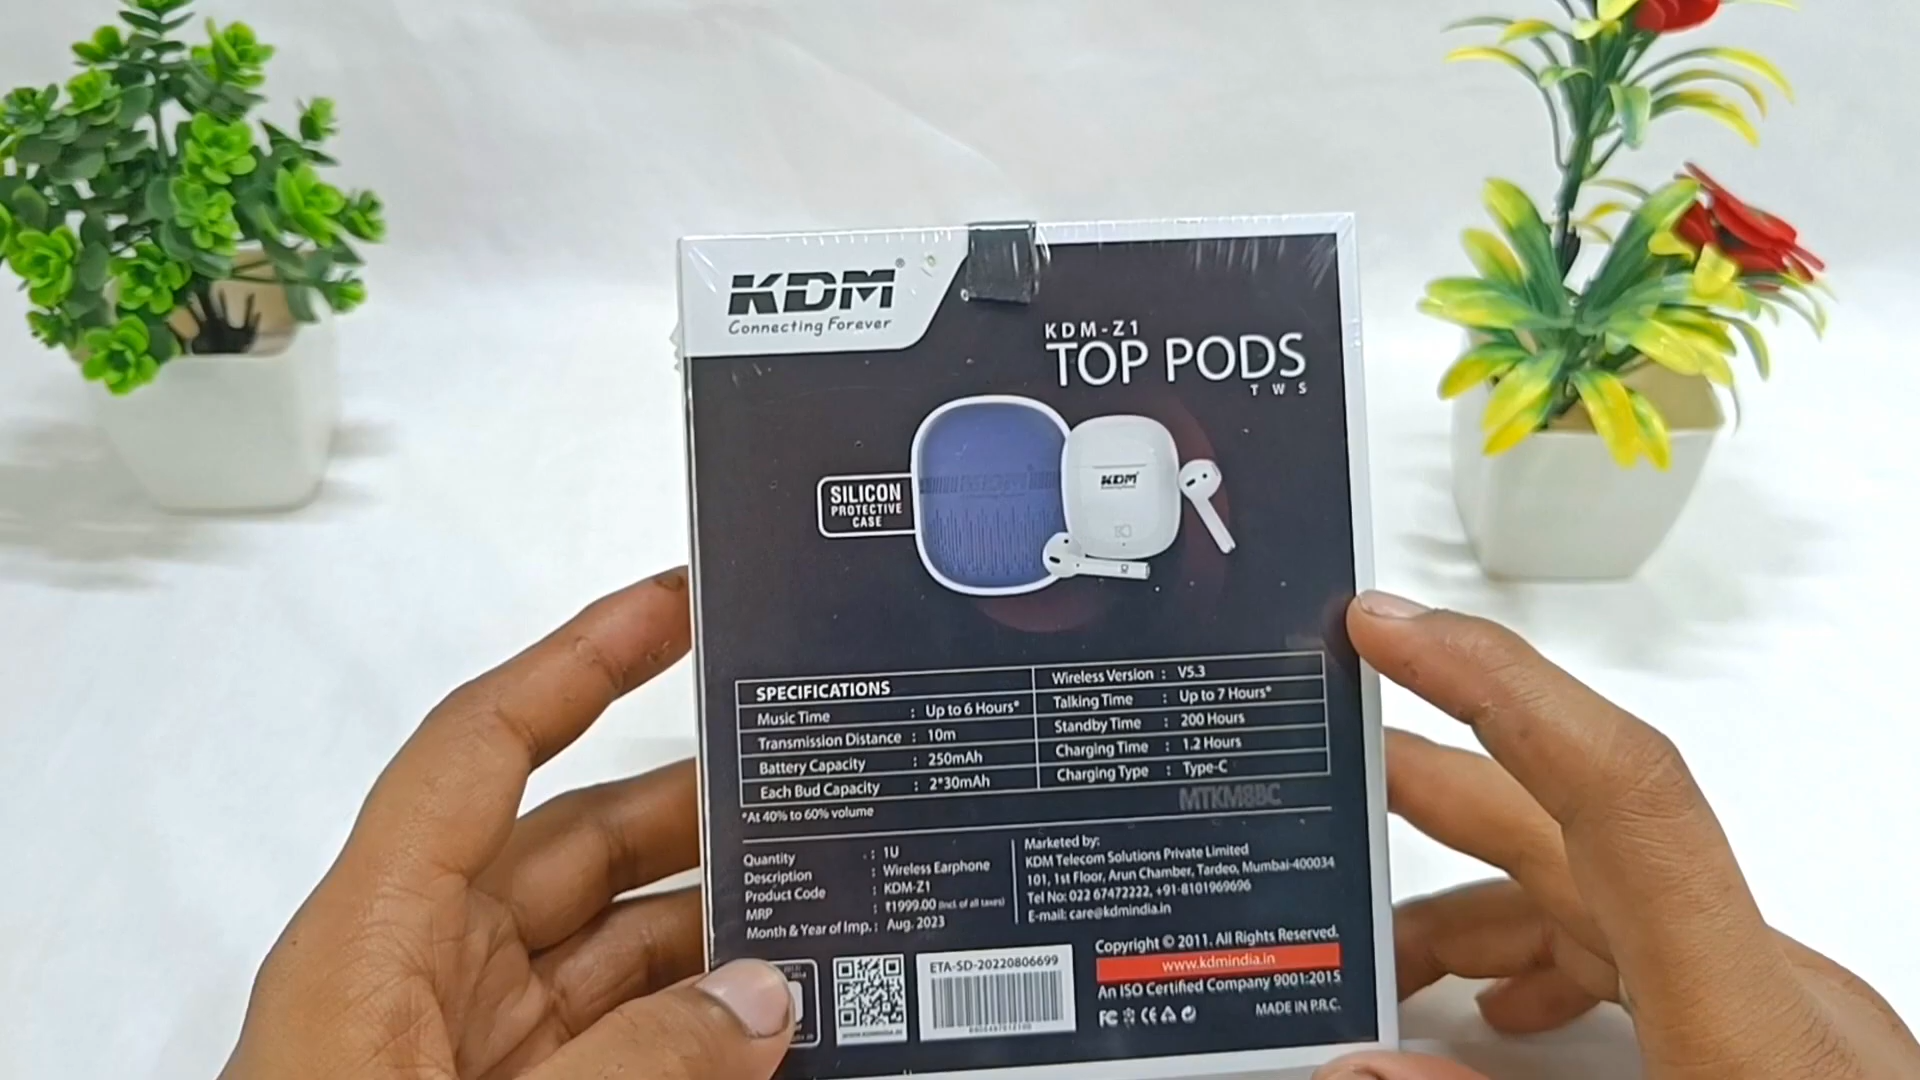 KDM®
Connecting Forever
KDM-Z1
TOP PODS
TWS
SILICON
PROTECTIVE
CASE
KDM
SPECIFICATIONS
Music Time : Up to 6 Hours*
Transmission Distance : 10m
Battery Capacity : 250mAh
Each Bud Capacity : 2*30mAh
Wireless Version : V5.3
Talking Time : Up to 7 Hours*
Standby Time : 200 Hours
Charging Time : 1.2 Hours
Charging Type : Type-C
*At 40% to 60% volume
MTKM8BC
Quantity : 1U
Description : Wireless Earphone
Product Code : KDM-Z1
MRP : ₹1999.00 (Incl. of all taxes)
Month & Year of Imp. : Aug. 2023
Marketed by:
KDM Telecom Solutions Private Limited
101, 1st Floor, Arun Chamber, Tardeo, Mumbai-400034
Tel No: 022 67472222, +91-8101969696
E-mail: care@kdmindia.in
ETA-SD-20220806699
Copyright © 2011. All Rights Reserved.
www.kdmindia.in
An ISO Certified Company 9001:2015
FC CE
MADE IN P.R.C.